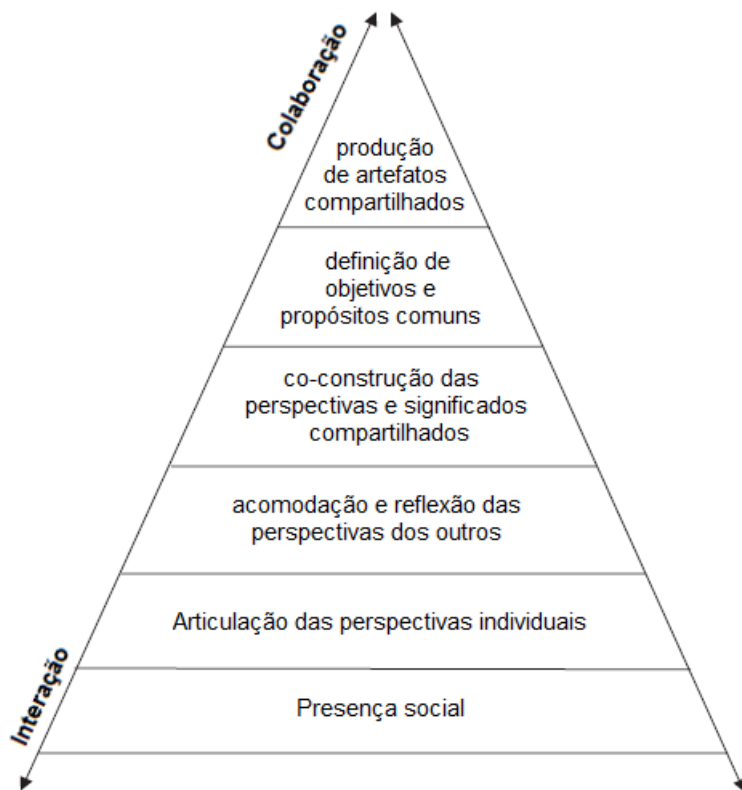 Colaboração
produção
de artefatos
compartilhados
definição de
objetivos e
propósitos comuns
co-construção das
perspectivas e significados
compartilhados
acomodação e reflexão das
perspectivas dos outros
Articulação das perspectivas individuais
Interação
Presença social